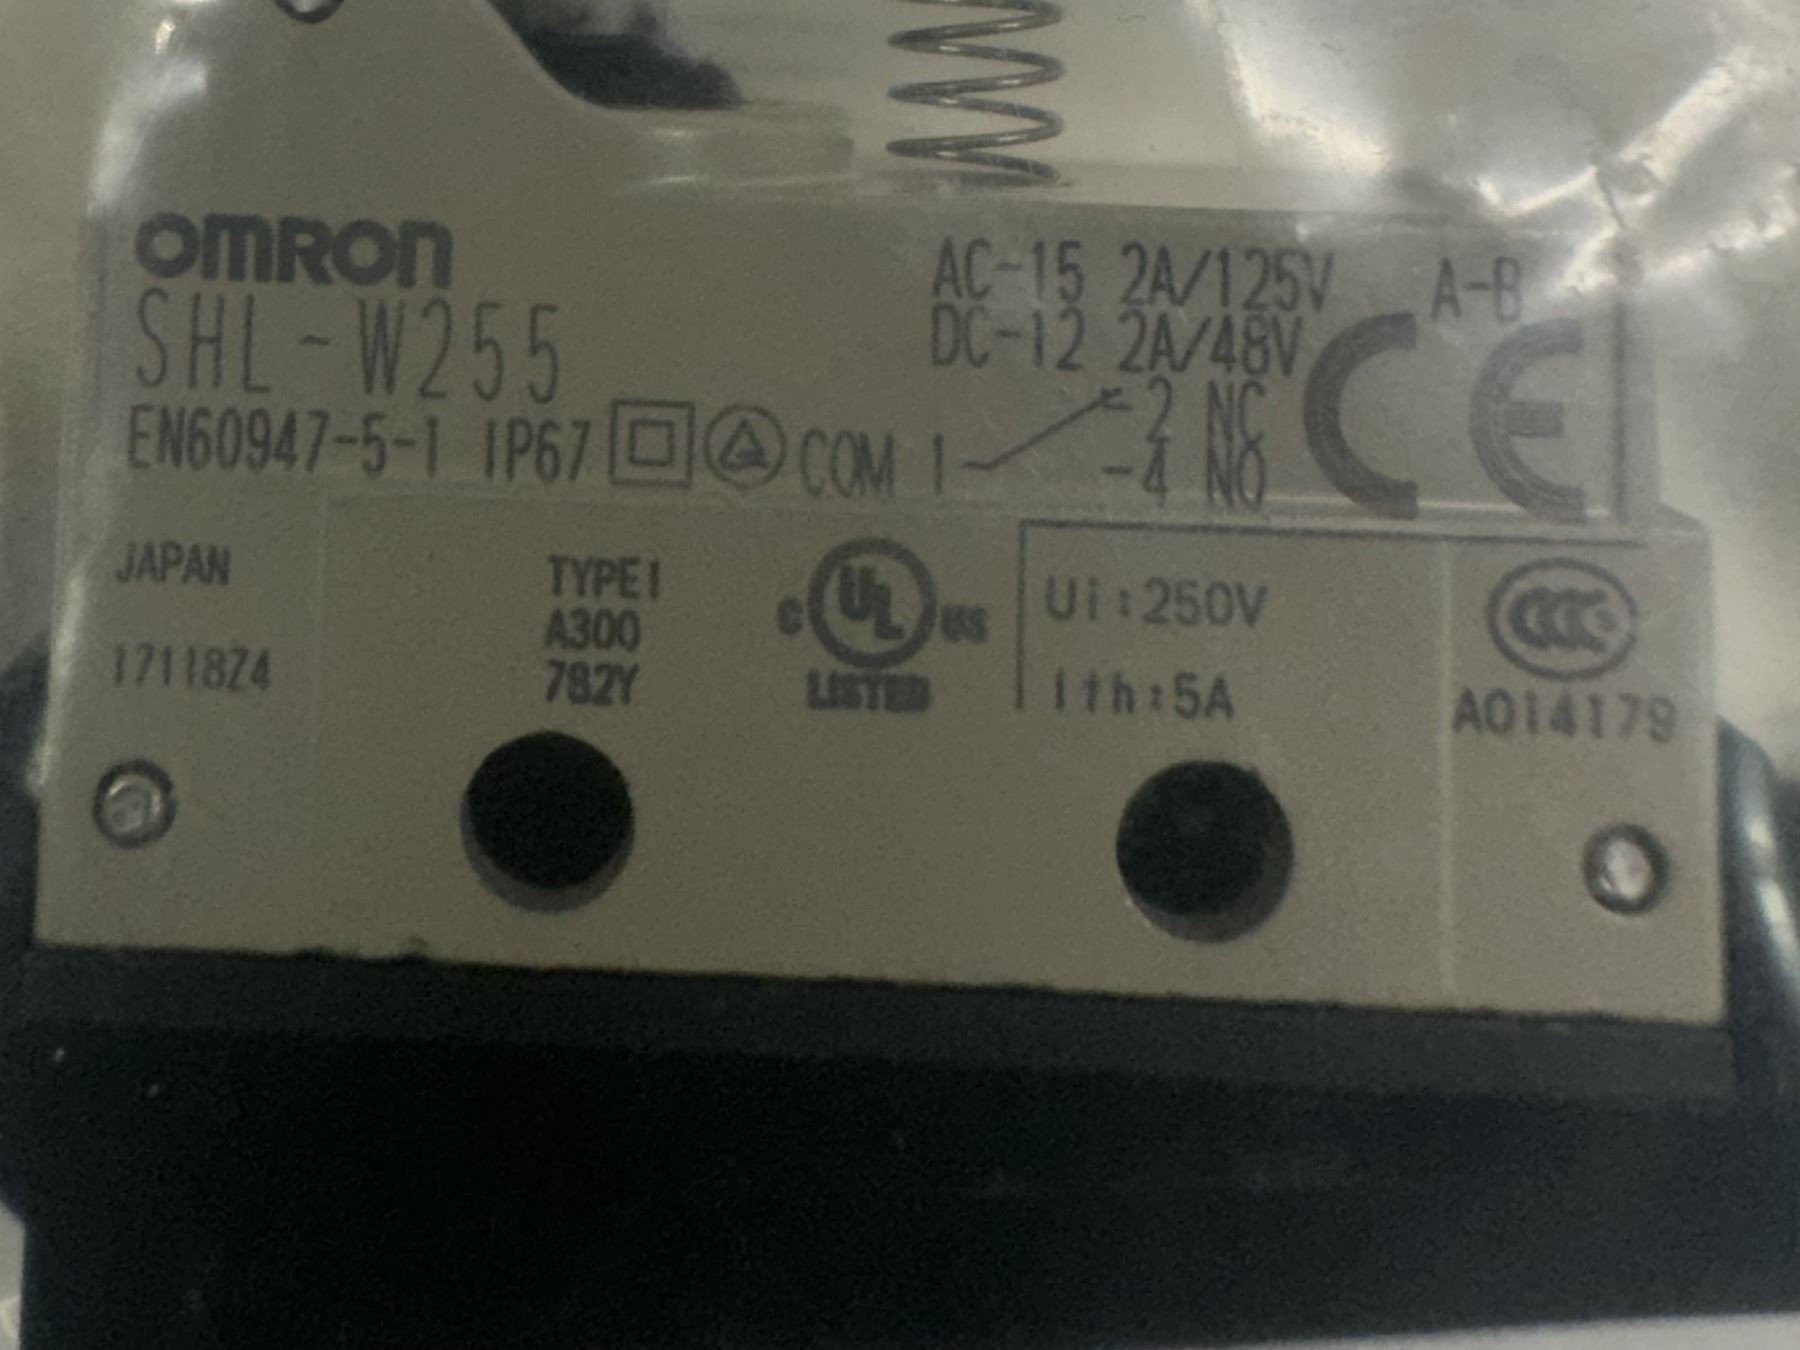 OMRON
SHL-W255
EN60947-5-1 IP67
AC-15 2A/125V A-B
DC-12 2A/48V
CE
COM 1
2 NC
4 NO
JAPAN
17118Z4
TYPE1
A300
782Y
C UL US
LISTED
Ui:250V
Ith:5A
CCC S
A014179